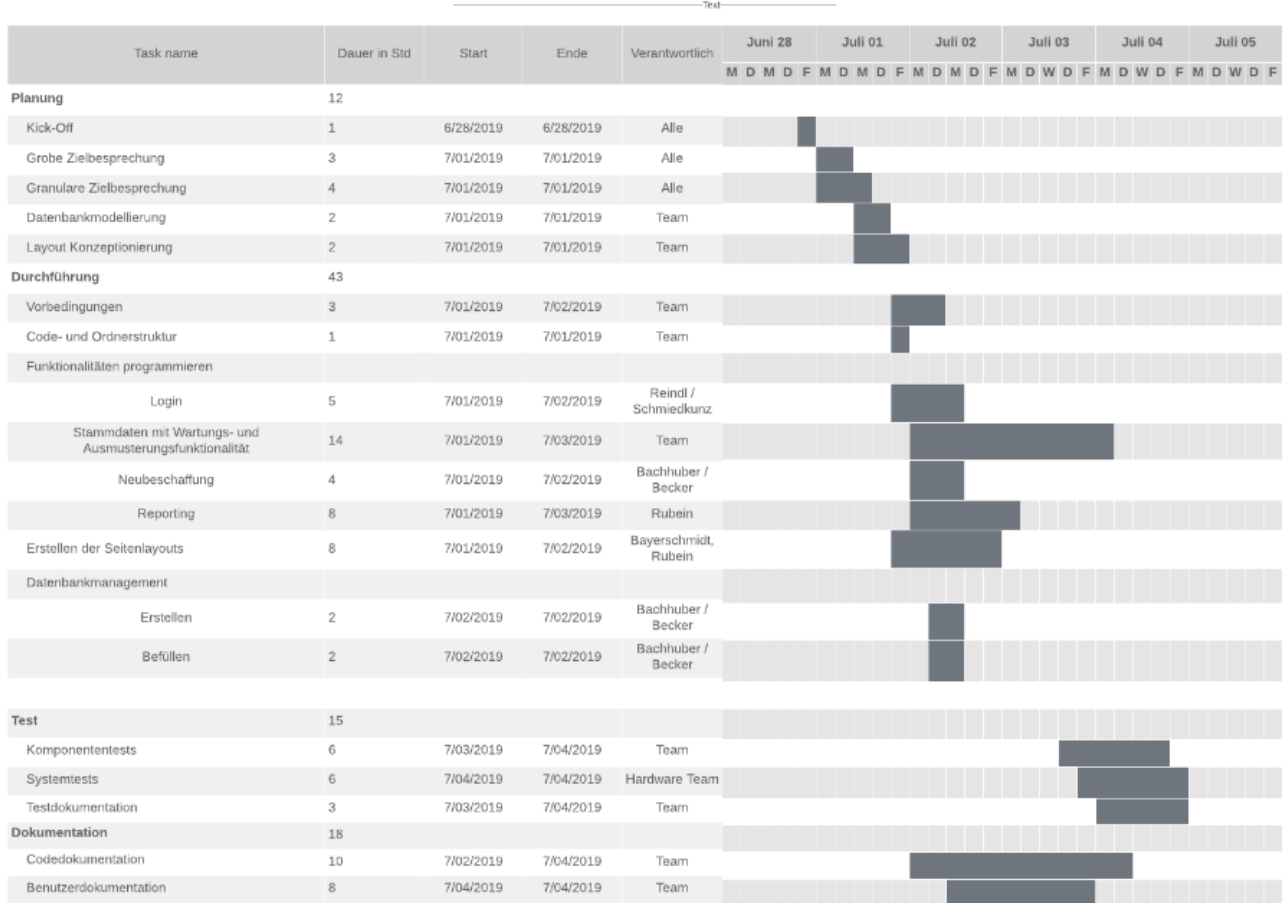 Text
Task name Dauer in Std Start Ende Verantwortlich Juni 28 Juli 01 Juli 02 Juli 03 Juli 04 Juli 05
M D M D F M D M D F M D M D F M D W D F M D W D F M D W D F
Planung 12
Kick-Off 1 6/28/2019 6/28/2019 Alle
Grobe Zielbesprechung 3 7/01/2019 7/01/2019 Alle
Granulare Zielbesprechung 4 7/01/2019 7/01/2019 Alle
Datenbankmodellierung 2 7/01/2019 7/01/2019 Team
Layout Konzeptionierung 2 7/01/2019 7/01/2019 Team
Durchführung 43
Vorbedingungen 3 7/01/2019 7/02/2019 Team
Code- und Ordnerstruktur 1 7/01/2019 7/01/2019 Team
Funktionalitäten programmieren
Login 5 7/01/2019 7/02/2019 Reindl /
Schmiedkunz
Stammdaten mit Wartungs- und
Ausmusterungsfunktionalität 14 7/01/2019 7/03/2019 Team
Neubeschaffung 4 7/01/2019 7/02/2019 Bachhuber /
Becker
Reporting 8 7/01/2019 7/03/2019 Rubein
Erstellen der Seitenlayouts 8 7/01/2019 7/02/2019 Bayerschmidt,
Rubein
Datenbankmanagement
Erstellen 2 7/02/2019 7/02/2019 Bachhuber /
Becker
Befüllen 2 7/02/2019 7/02/2019 Bachhuber /
Becker
Test 15
Komponententests 6 7/03/2019 7/04/2019 Team
Systemtests 6 7/04/2019 7/04/2019 Hardware Team
Testdokumentation 3 7/03/2019 7/04/2019 Team
Dokumentation 18
Codedokumentation 10 7/02/2019 7/04/2019 Team
Benutzerdokumentation 8 7/04/2019 7/04/2019 Team